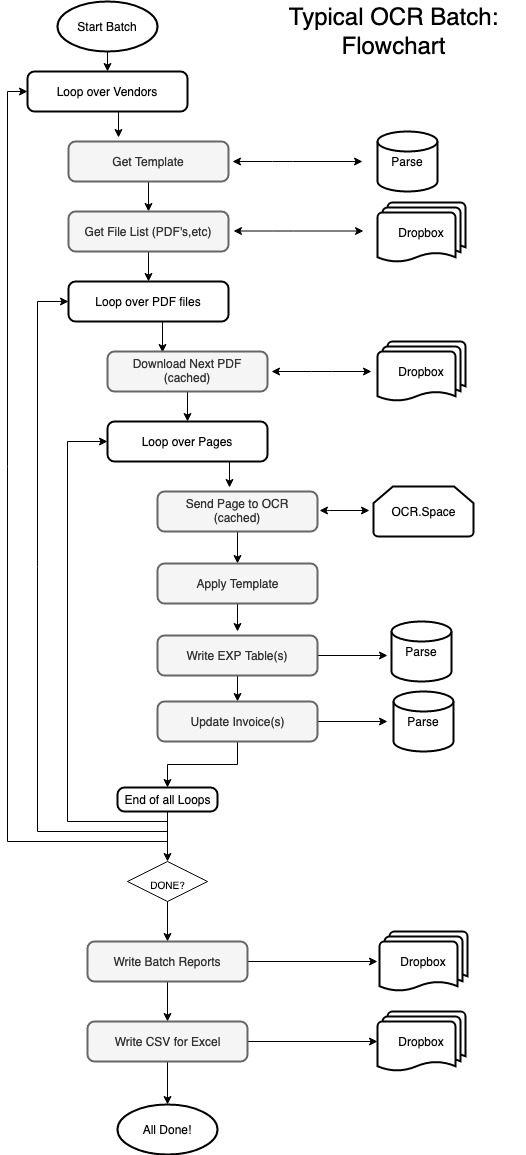 Typical OCR Batch:
Flowchart
Start Batch
Loop over Vendors
Get Template
Parse
Get File List (PDF's,etc)
Dropbox
Loop over PDF files
Download Next PDF
(cached)
Dropbox
Loop over Pages
Send Page to OCR
(cached)
OCR.Space
Apply Template
Write EXP Table(s)
Parse
Update Invoice(s)
Parse
End of all Loops
DONE?
Write Batch Reports
Dropbox
Write CSV for Excel
Dropbox
All Done!